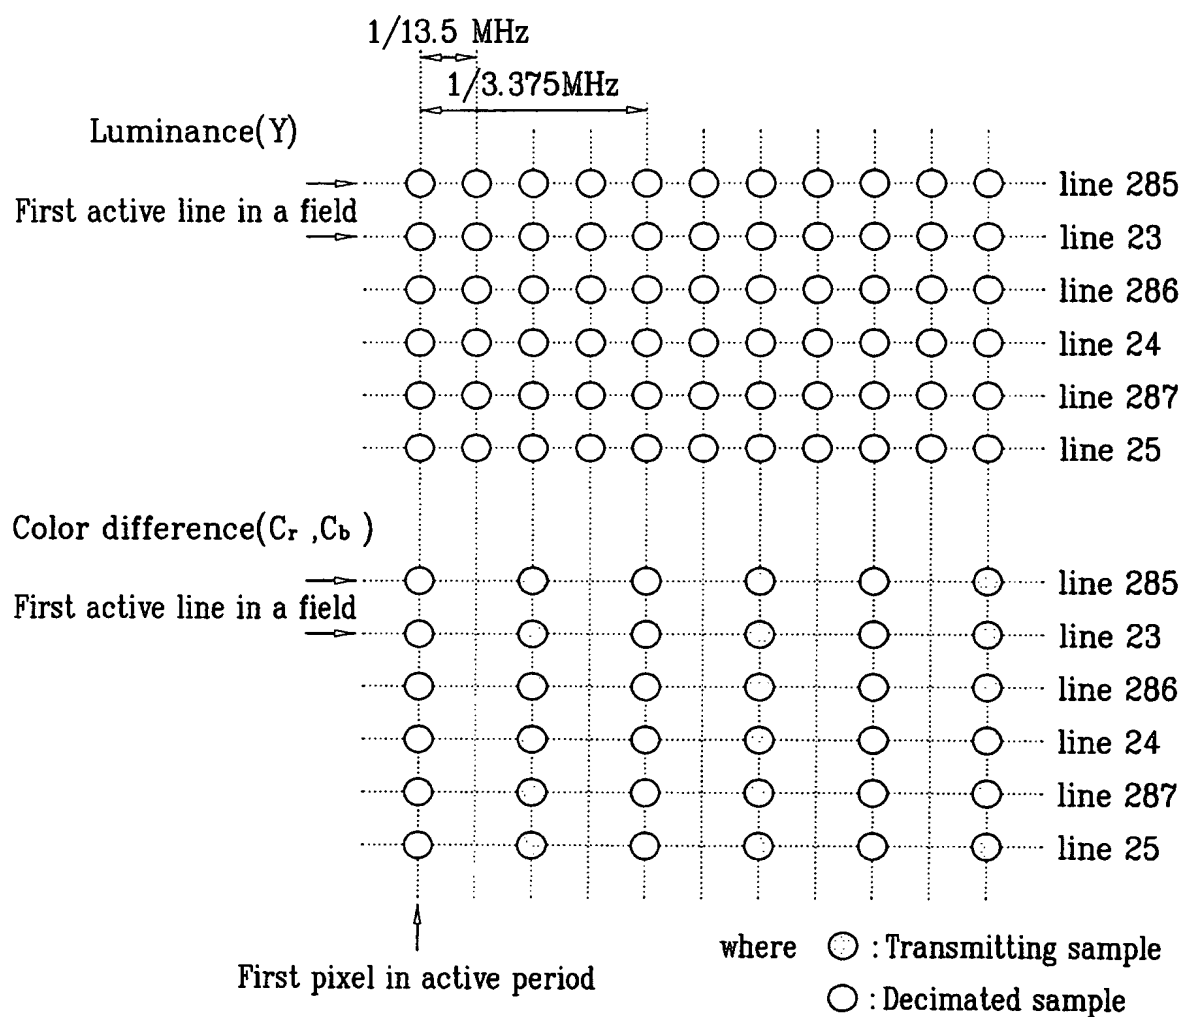 1/13.5 MHz
1/3.375MHz
Luminance(Y)
line 285
First active line in a field
line 23
line 286
line 24
line 287
line 25
Color difference(Cr ,Cb )
line 285
First active line in a field
line 23
line 286
line 24
line 287
line 25
where : Transmitting sample
First pixel in active period
: Decimated sample